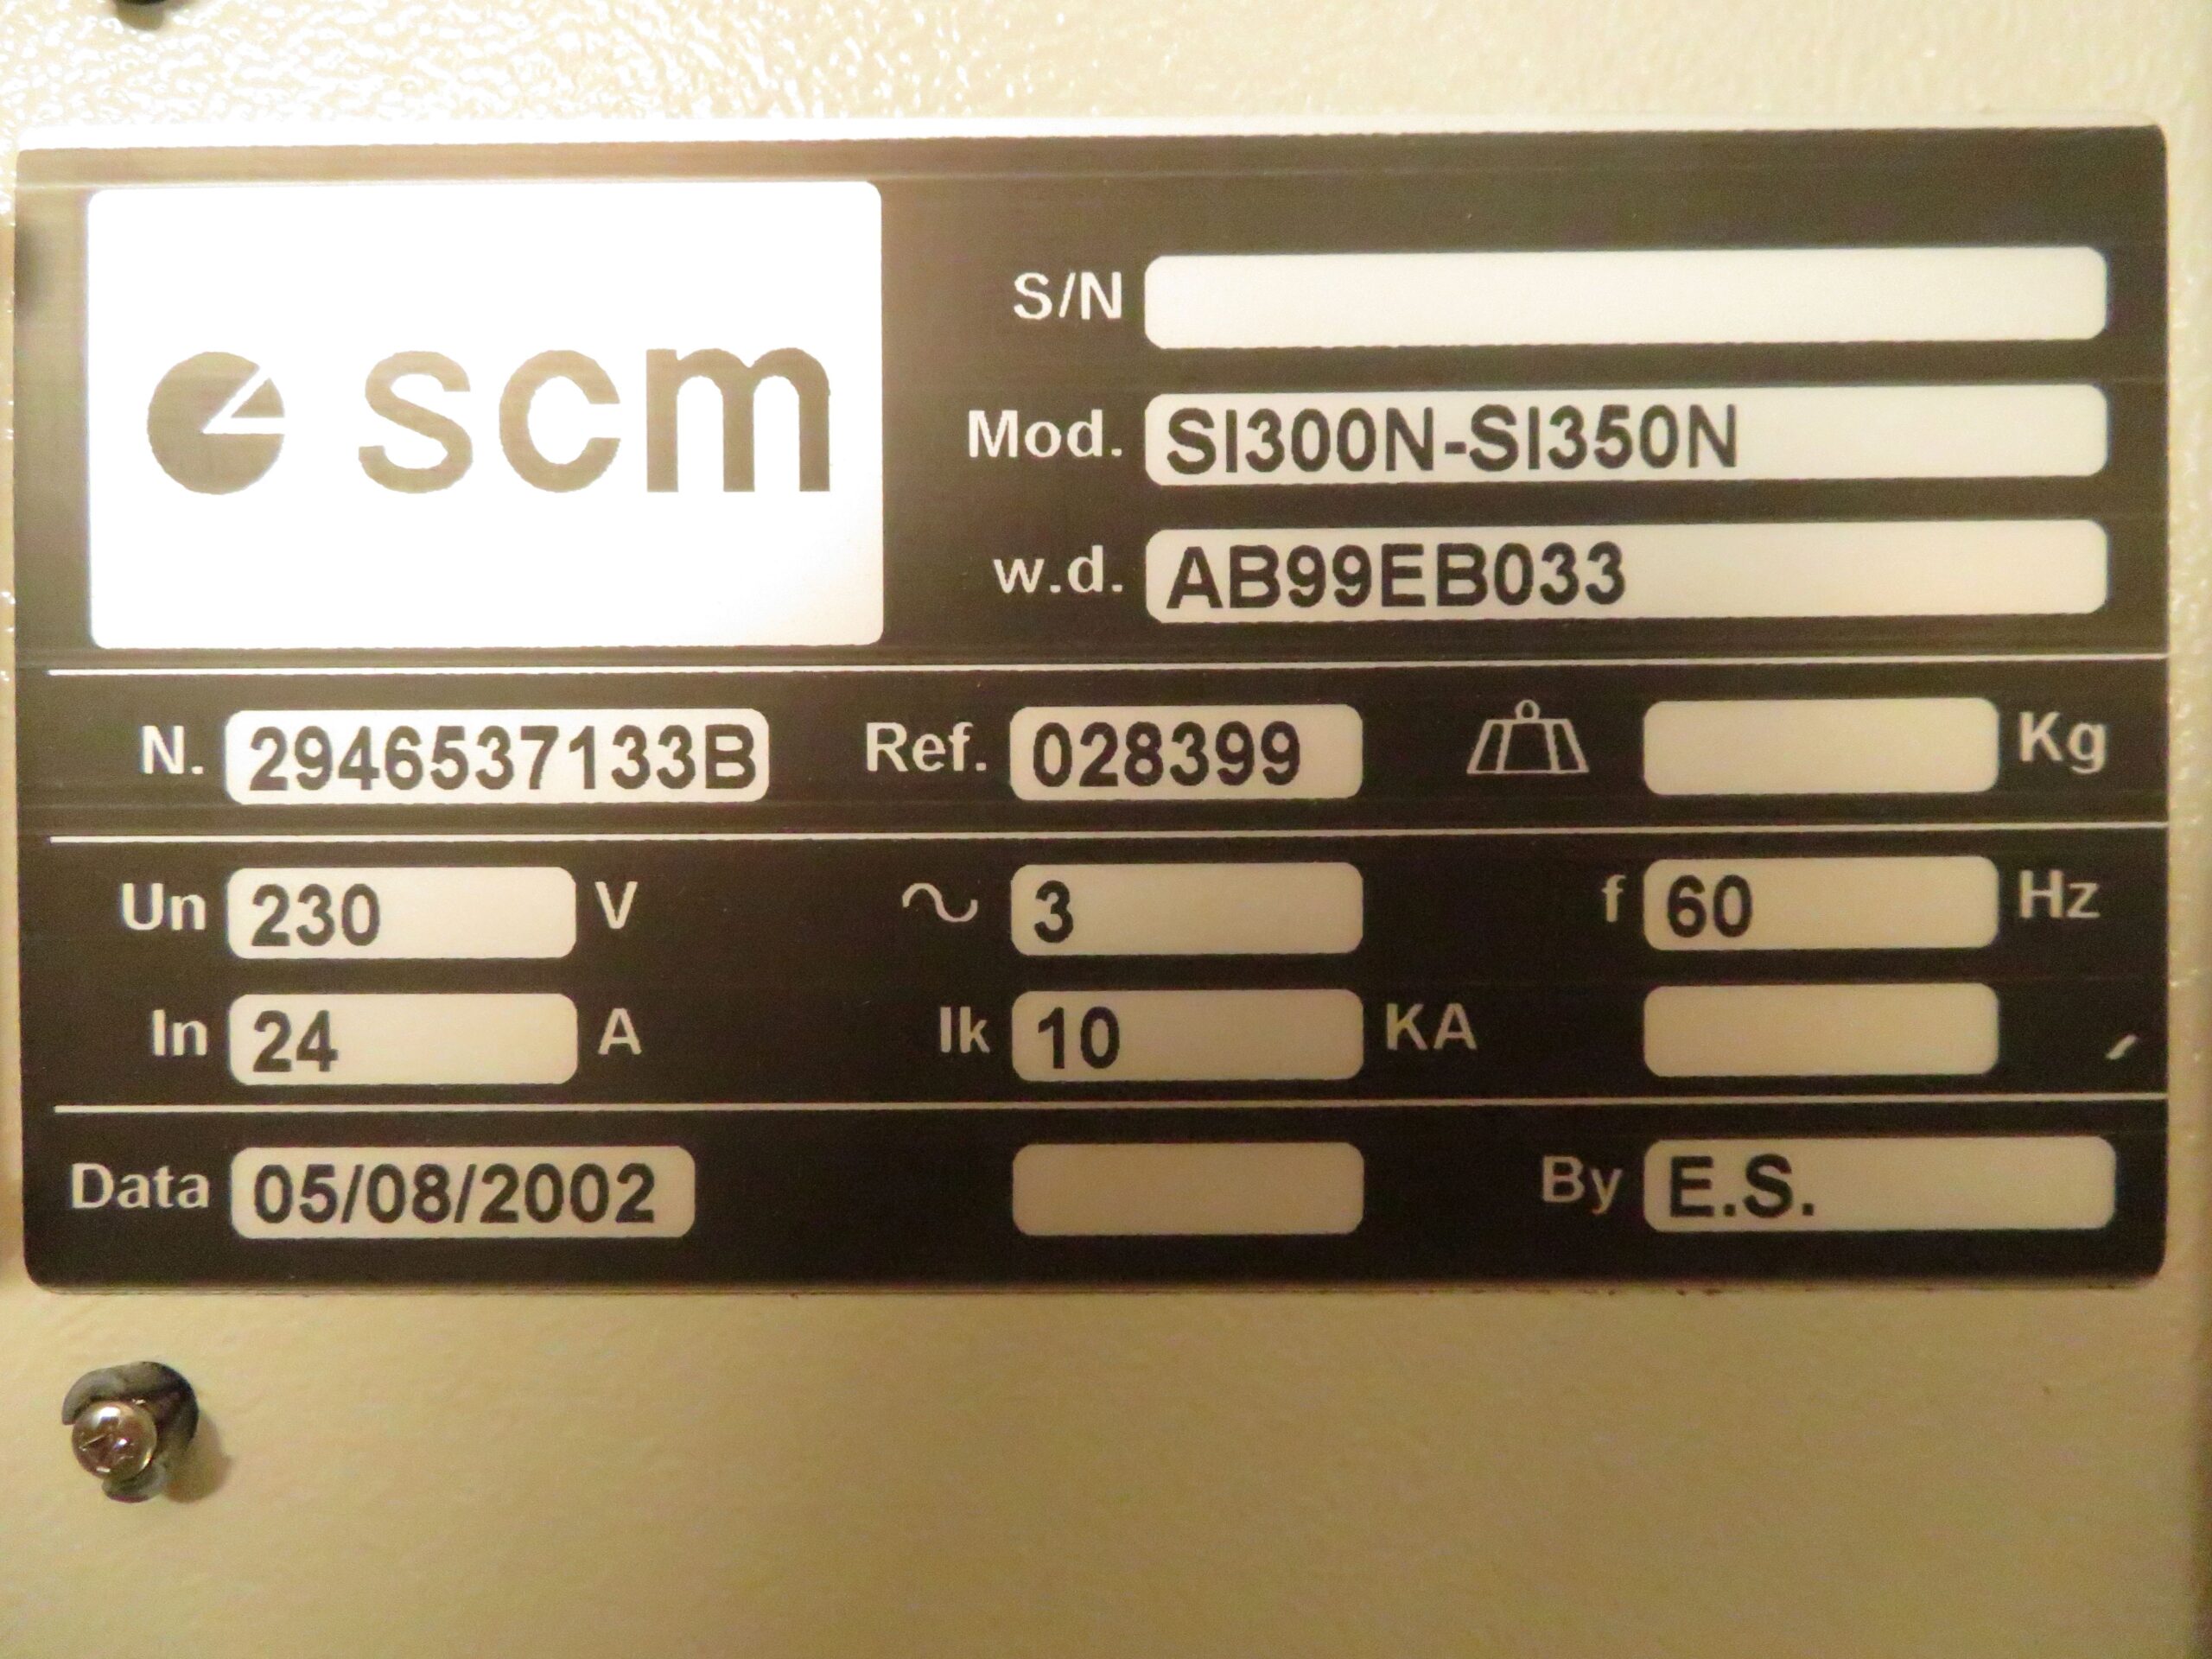 scm
S/N
Mod. SI300N-SI350N
w.d. AB99EB033
N. 2946537133B Ref. 028399 Kg
Un 230 V ~ 3 f 60 Hz
In 24 A Ik 10 KA
Data 05/08/2002 By E.S.